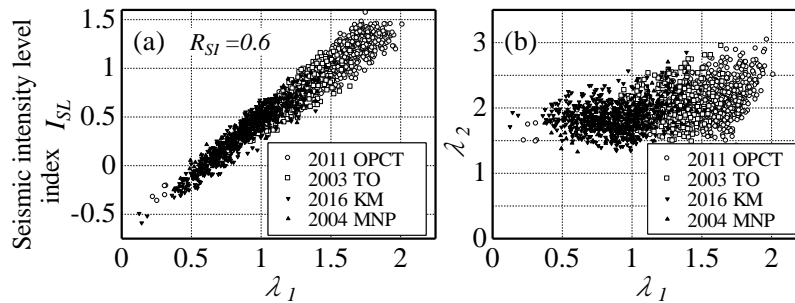 Seismic intensity level
index I_SL
(a) R_SI =0.6
1.5
1
0.5
0
-0.5
0 0.5 1 1.5 2
λ_1
2011 OPCT
2003 TO
2016 KM
2004 MNP
(b)
3
2
1
0
λ_2
0 0.5 1 1.5 2
λ_1
2011 OPCT
2003 TO
2016 KM
2004 MNP